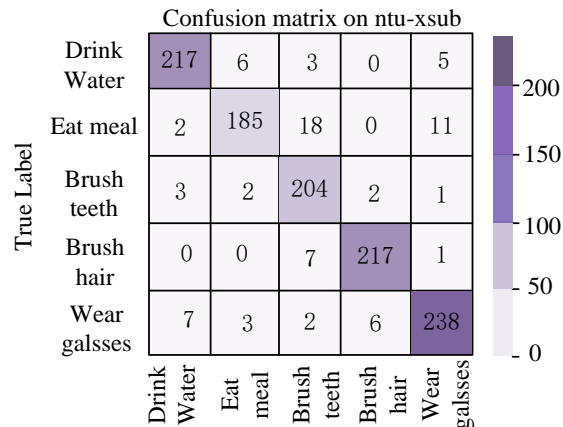 Confusion matrix on ntu-xsub
Drink
Water
217 6 3 0 5
Eat meal
2 185 18 0 11
Brush
teeth
3 2 204 2 1
Brush
hair
0 0 7 217 1
Wear
galsses
7 3 2 6 238
True Label
Drink
Water
Eat
meal
Brush
teeth
Brush
hair
Wear
galsses
200
150
100
50
0